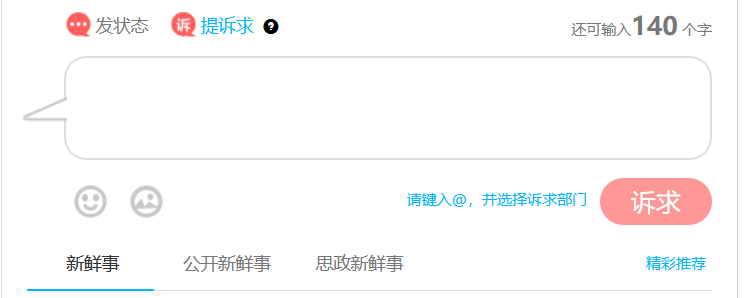 发状态 诉 提诉求 ? 还可输入140个字
请键入@，并选择诉求部门 诉求
新鲜事 公开新鲜事 思政新鲜事 精彩推荐